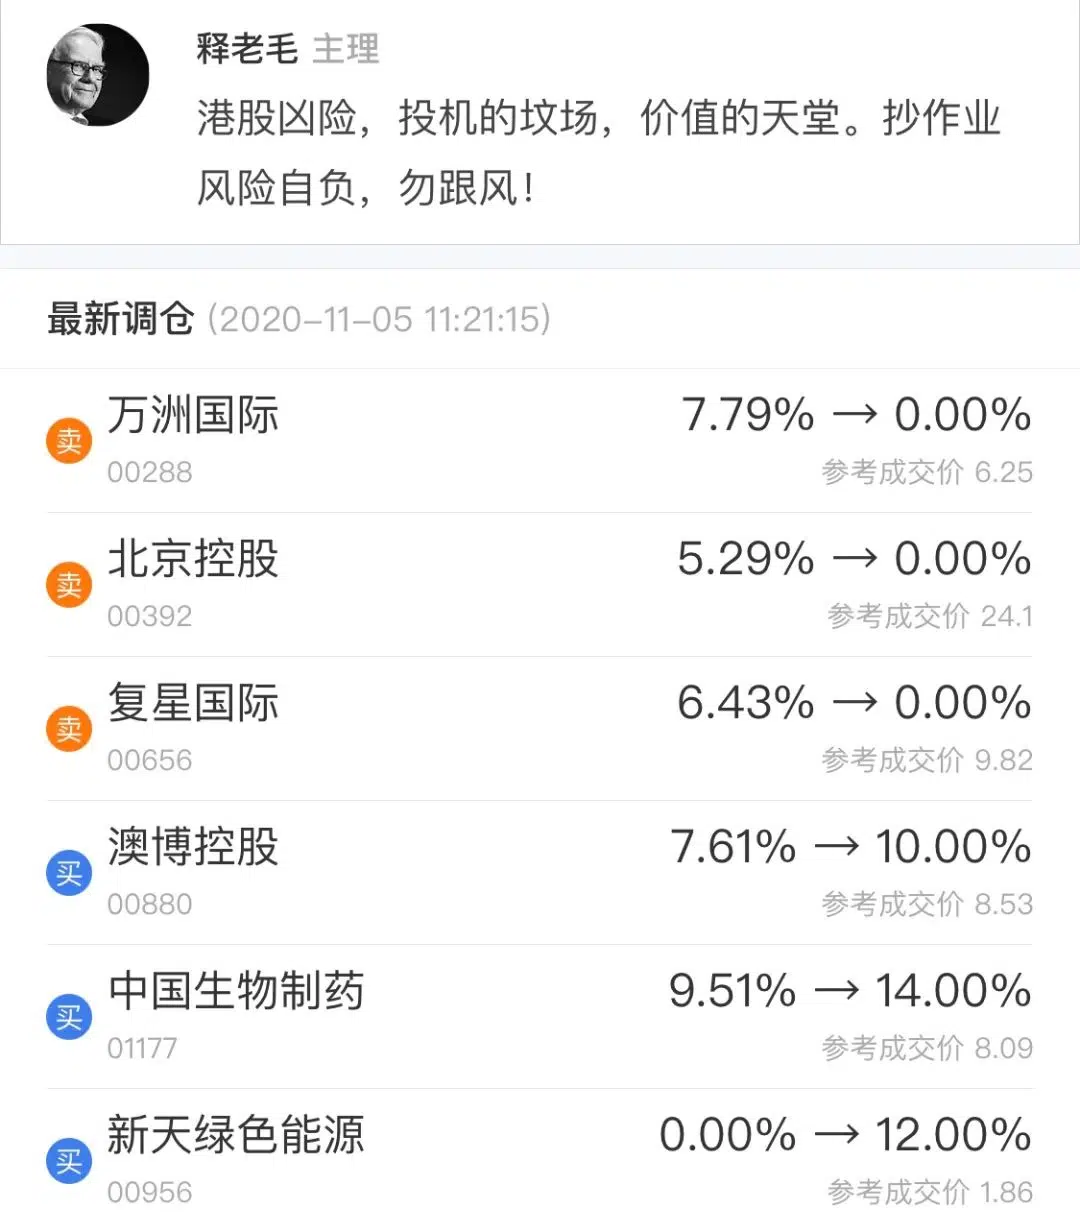 释老毛 主理
港股凶险，投机的坟场，价值的天堂。抄作业
风险自负，勿跟风！
最新调仓 (2020-11-05 11:21:15)
卖 万洲国际 7.79% → 0.00%
00288 参考成交价 6.25
卖 北京控股 5.29% → 0.00%
00392 参考成交价 24.1
卖 复星国际 6.43% → 0.00%
00656 参考成交价 9.82
买 澳博控股 7.61% → 10.00%
00880 参考成交价 8.53
买 中国生物制药 9.51% → 14.00%
01177 参考成交价 8.09
买 新天绿色能源 0.00% → 12.00%
00956 参考成交价 1.86